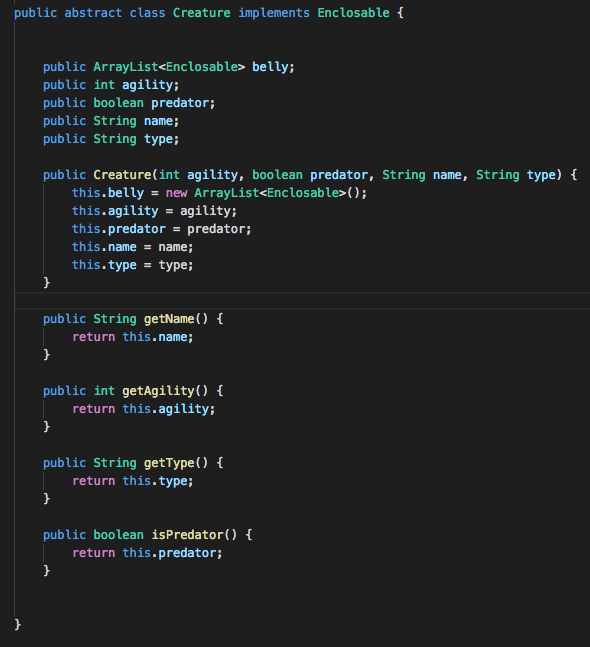 public abstract class Creature implements Enclosable {
public ArrayList<Enclosable> belly;
public int agility;
public boolean predator;
public String name;
public String type;
public Creature(int agility, boolean predator, String name, String type) {
this.belly = new ArrayList<Enclosable>();
this.agility = agility;
this.predator = predator;
this.name = name;
this.type = type;
}
public String getName() {
return this.name;
}
public int getAgility() {
return this.agility;
}
public String getType() {
return this.type;
}
public boolean isPredator() {
return this.predator;
}
}